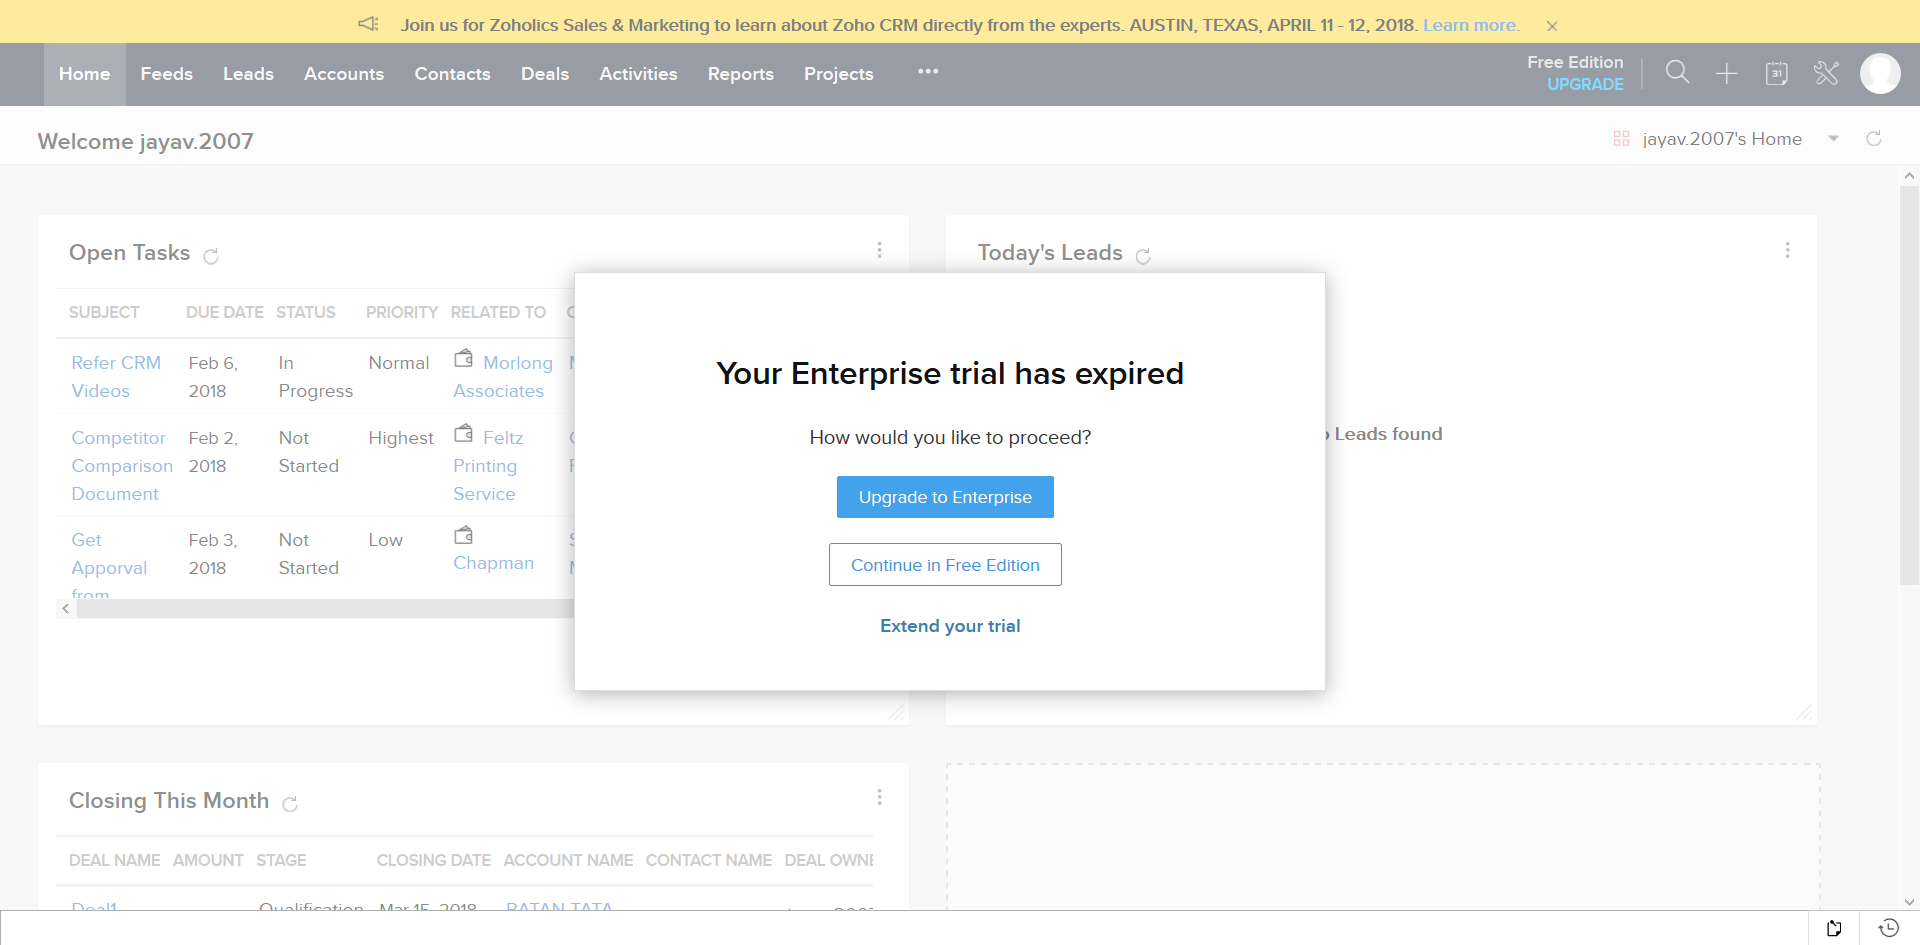 Join us for Zoholics Sales & Marketing to learn about Zoho CRM directly from the experts. AUSTIN, TEXAS, APRIL 11 - 12, 2018. Learn more.
Home Feeds Leads Accounts Contacts Deals Activities Reports Projects
Free Edition
UPGRADE
31
Welcome jayav.2007
jayav.2007's Home
Open Tasks
SUBJECT DUE DATE STATUS PRIORITY RELATED TO
Refer CRM Videos
Feb 6, 2018
In Progress
Normal
Morlong Associates
Competitor Comparison Document
Feb 2, 2018
Not Started
Highest
Feltz Printing Service
Get Apporval from
Feb 3, 2018
Not Started
Low
Chapman
Today's Leads
Leads found
Your Enterprise trial has expired
How would you like to proceed?
Upgrade to Enterprise
Continue in Free Edition
Extend your trial
Closing This Month
DEAL NAME AMOUNT STAGE CLOSING DATE ACCOUNT NAME CONTACT NAME DEAL OWNE
Deal1 Qualification Mar 15, 2018 RATAN TATA